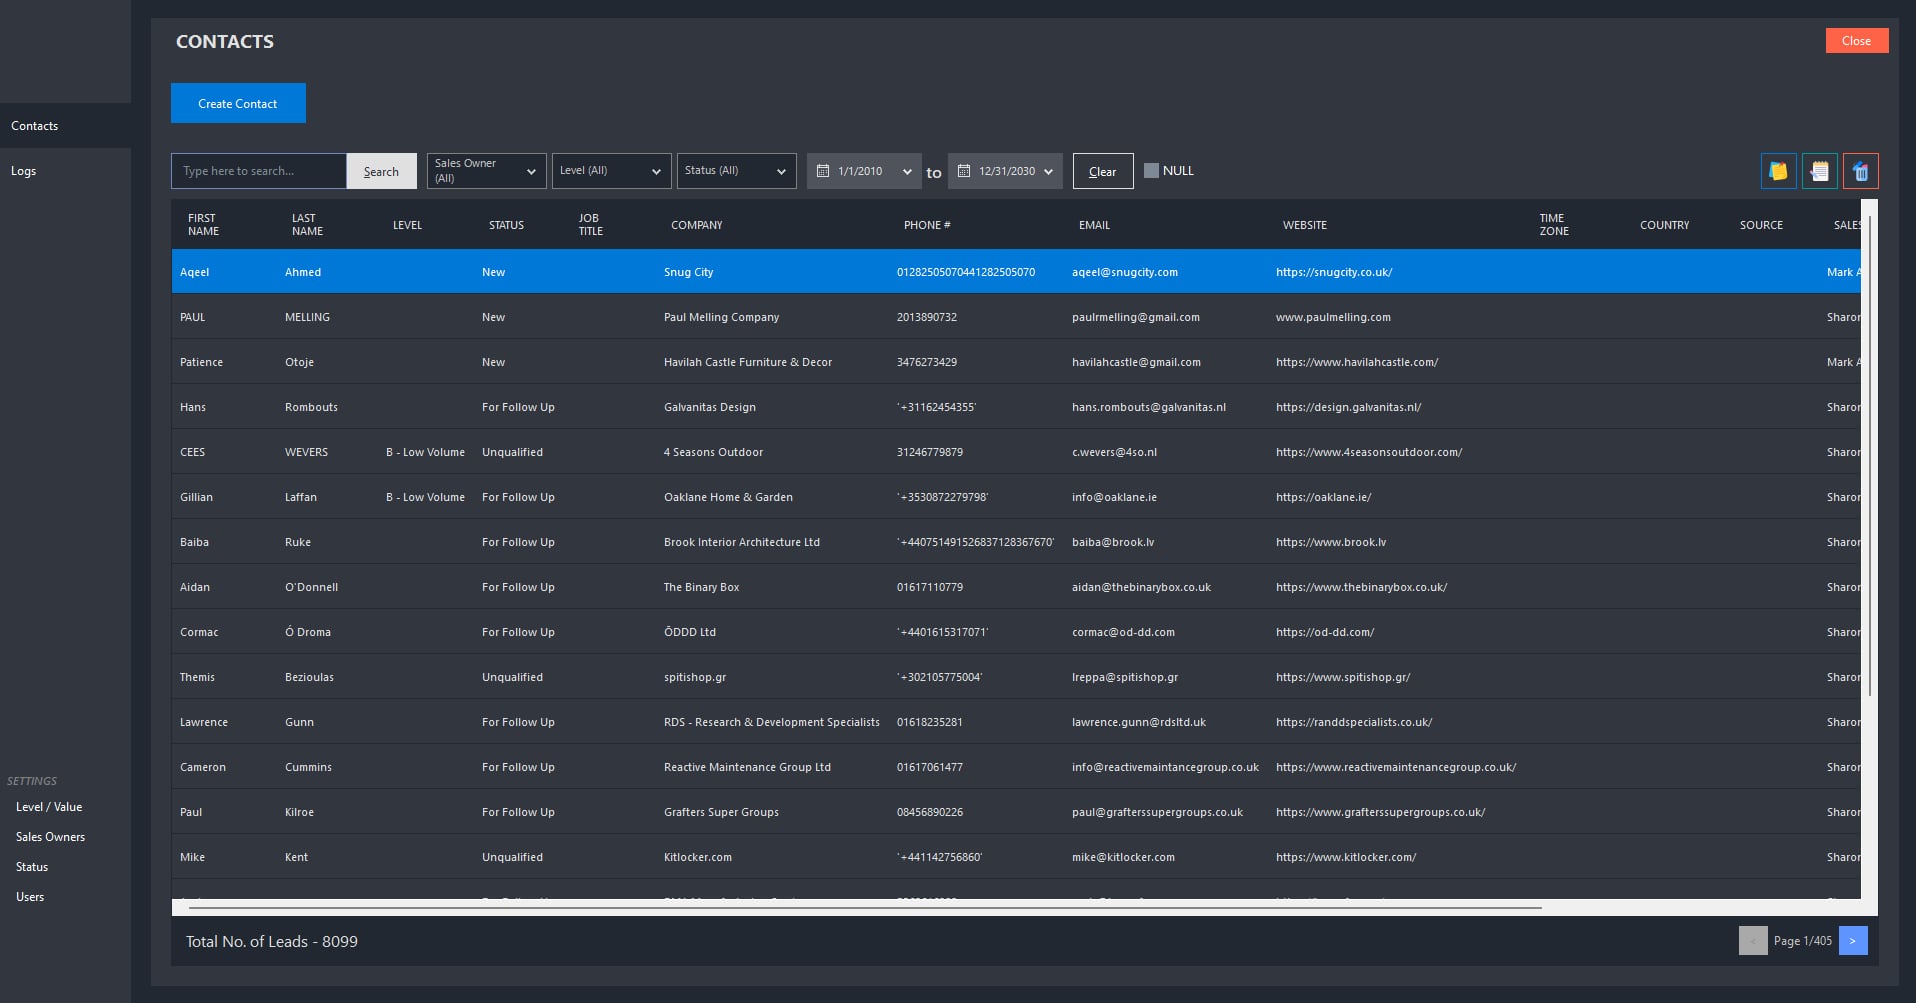 CONTACTS
Close
Create Contact
Contacts
Logs
Type here to search...
Search
Sales Owner
(All)
Level (All)
Status (All)
1/1/2010
to
12/31/2030
Clear
NULL
FIRST NAME LAST NAME LEVEL STATUS JOB TITLE COMPANY PHONE # EMAIL WEBSITE TIME ZONE COUNTRY SOURCE SALES
Aqeel Ahmed New Snug City 01282505070441282505070 aqeel@snugcity.com https://snugcity.co.uk/ Mark A
PAUL MELLING New Paul Melling Company 2013890732 paulrmelling@gmail.com www.paulmelling.com Sharon
Patience Otoje New Havilah Castle Furniture & Decor 3476273429 havilahcastle@gmail.com https://www.havilahcastle.com/ Mark A
Hans Rombouts For Follow Up Galvanitas Design '+31162454355' hans.rombouts@galvanitas.nl https://design.galvanitas.nl/ Sharon
CEES WEVERS B - Low Volume Unqualified 4 Seasons Outdoor 31246779879 c.wevers@4so.nl https://www.4seasonsoutdoor.com/ Sharon
Gillian Laffan B - Low Volume For Follow Up Oaklane Home & Garden '+3530872279798' info@oaklane.ie https://oaklane.ie/ Sharon
Baiba Ruke For Follow Up Brook Interior Architecture Ltd '+440751491526837128367670' baiba@brook.lv https://www.brook.lv Sharon
Aidan O'Donnell For Follow Up The Binary Box 01617110779 aidan@thebinarybox.co.uk https://www.thebinarybox.co.uk/ Sharon
Cormac Ó Droma For Follow Up ÕDDD Ltd '+4401615317071' cormac@od-dd.com https://od-dd.com/ Sharon
Themis Bezioulas Unqualified spitishop.gr '+302105775004' lreppa@spitishop.gr https://www.spitishop.gr/ Sharon
Lawrence Gunn For Follow Up RDS - Research & Development Specialists 01618235281 lawrence.gunn@rdsltd.uk https://randdspecialists.co.uk/ Sharon
Cameron Cummins For Follow Up Reactive Maintenance Group Ltd 01617061477 info@reactivemaintancegroup.co.uk https://www.reactivemaintenancegroup.co.uk/ Sharon
Paul Kilroe For Follow Up Grafters Super Groups 08456890226 paul@grafterssupergroups.co.uk https://www.grafterssupergroups.co.uk/ Sharon
Mike Kent Unqualified Kitlocker.com '+441142756860' mike@kitlocker.com https://www.kitlocker.com/ Sharon
SETTINGS
Level / Value
Sales Owners
Status
Users
Total No. of Leads - 8099
<
Page 1/405
>